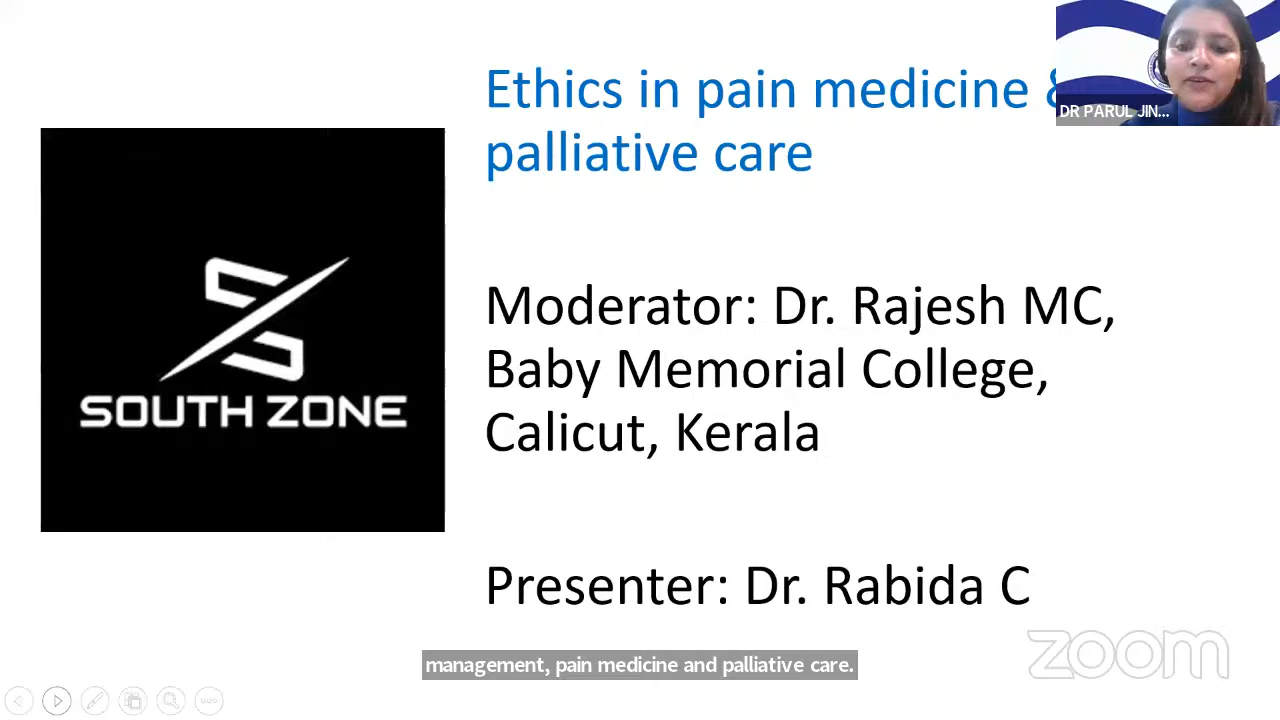 Ethics in pain medicine &
palliative care
DR PARUL JIN...
SOUTH ZONE
Moderator: Dr. Rajesh MC,
Baby Memorial College,
Calicut, Kerala
Presenter: Dr. Rabida C
management, pain medicine and palliative care.
zoom